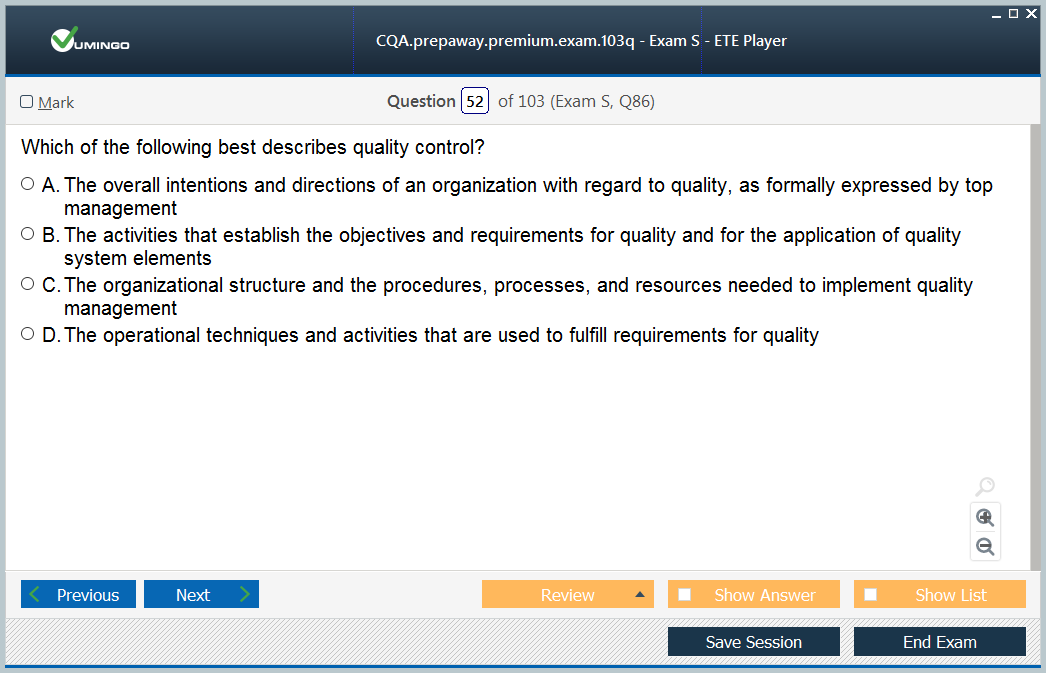 VUMINGO
CQA.prepaway.premium.exam.103q - Exam S - ETE Player
Mark
Question 52 of 103 (Exam S, Q86)
Which of the following best describes quality control?
A. The overall intentions and directions of an organization with regard to quality, as formally expressed by top
management
B. The activities that establish the objectives and requirements for quality and for the application of quality
system elements
C. The organizational structure and the procedures, processes, and resources needed to implement quality
management
D. The operational techniques and activities that are used to fulfill requirements for quality
Previous
Next
Review
Show Answer
Show List
Save Session
End Exam